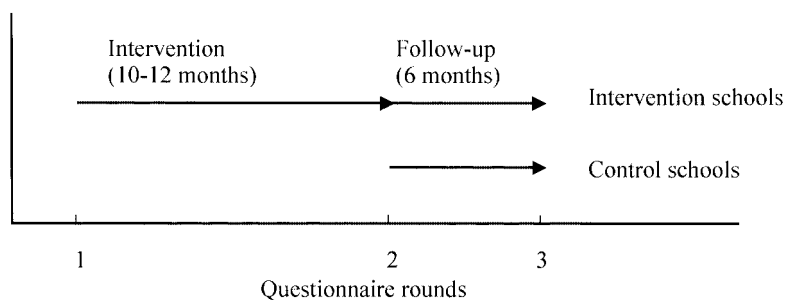 Intervention
(10-12 months)
Follow-up
(6 months)
Intervention schools
Control schools
1 2 3
Questionnaire rounds